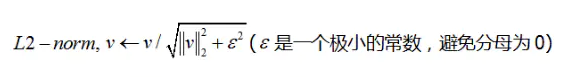 L2-norm, v ← v / √(‖v‖₂² + ε²) (ε 是一个极小的常数，避免分母为0)